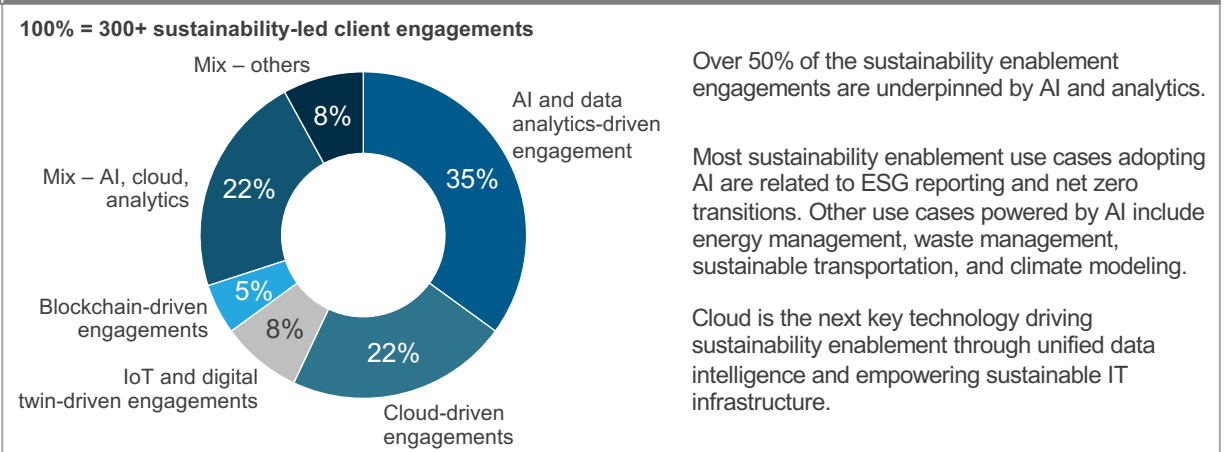 100% = 300+ sustainability-led client engagements
Mix – others
8%
AI and data
analytics-driven
engagement
35%
Mix – AI, cloud,
analytics
22%
Blockchain-driven
engagements
5%
IoT and digital
twin-driven engagements
8%
Cloud-driven
engagements
22%
Over 50% of the sustainability enablement
engagements are underpinned by AI and analytics.
Most sustainability enablement use cases adopting
AI are related to ESG reporting and net zero
transitions. Other use cases powered by AI include
energy management, waste management,
sustainable transportation, and climate modeling.
Cloud is the next key technology driving
sustainability enablement through unified data
intelligence and empowering sustainable IT
infrastructure.